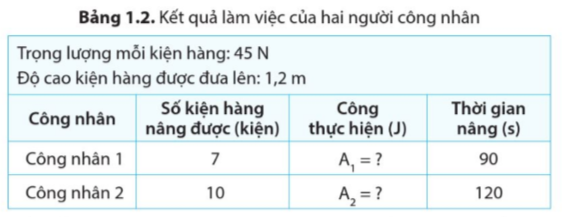 Bảng 1.2. Kết quả làm việc của hai người công nhân
Trọng lượng mỗi kiện hàng: 45 N
Độ cao kiện hàng được đưa lên: 1,2 m
Công nhân
Số kiện hàng
nâng được (kiện)
Công
thực hiện (J)
Thời gian
nâng (s)
Công nhân 1 7 A₁ = ? 90
Công nhân 2 10 A₂ = ? 120